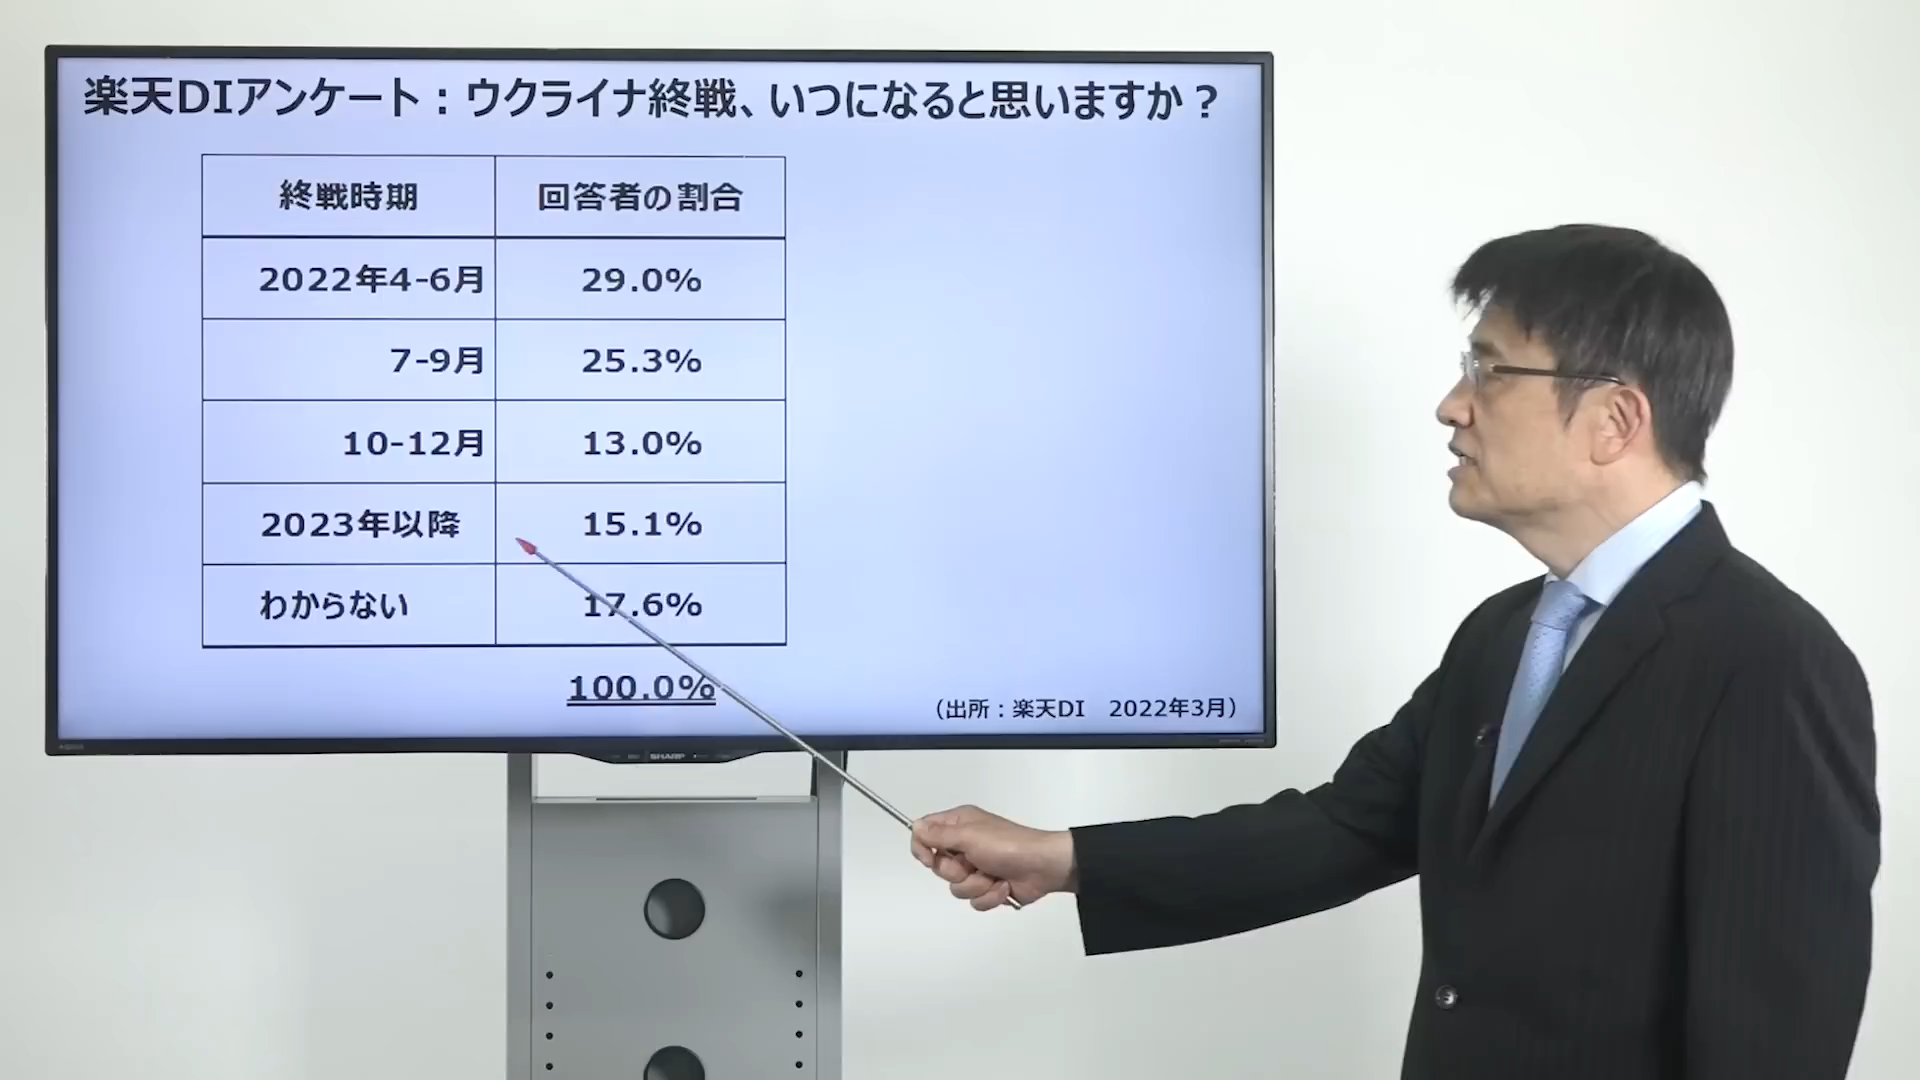 楽天DIアンケート：ウクライナ終戦、いつになると思いますか？
終戦時期 回答者の割合
2022年4-6月 29.0%
7-9月 25.3%
10-12月 13.0%
2023年以降 15.1%
わからない 17.6%
100.0%
（出所：楽天DI　2022年3月）
SHARP